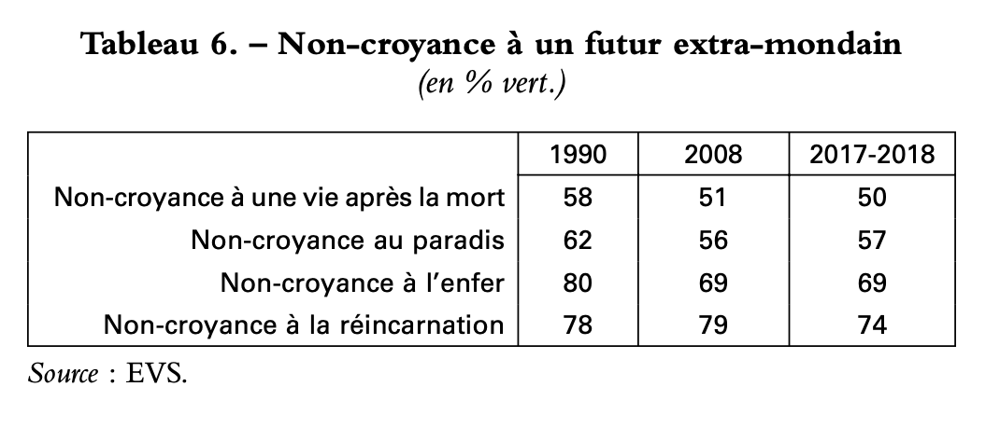 Tableau 6. – Non-croyance à un futur extra-mondain
(en % vert.)
1990 2008 2017-2018
Non-croyance à une vie après la mort 58 51 50
Non-croyance au paradis 62 56 57
Non-croyance à l’enfer 80 69 69
Non-croyance à la réincarnation 78 79 74
Source : EVS.